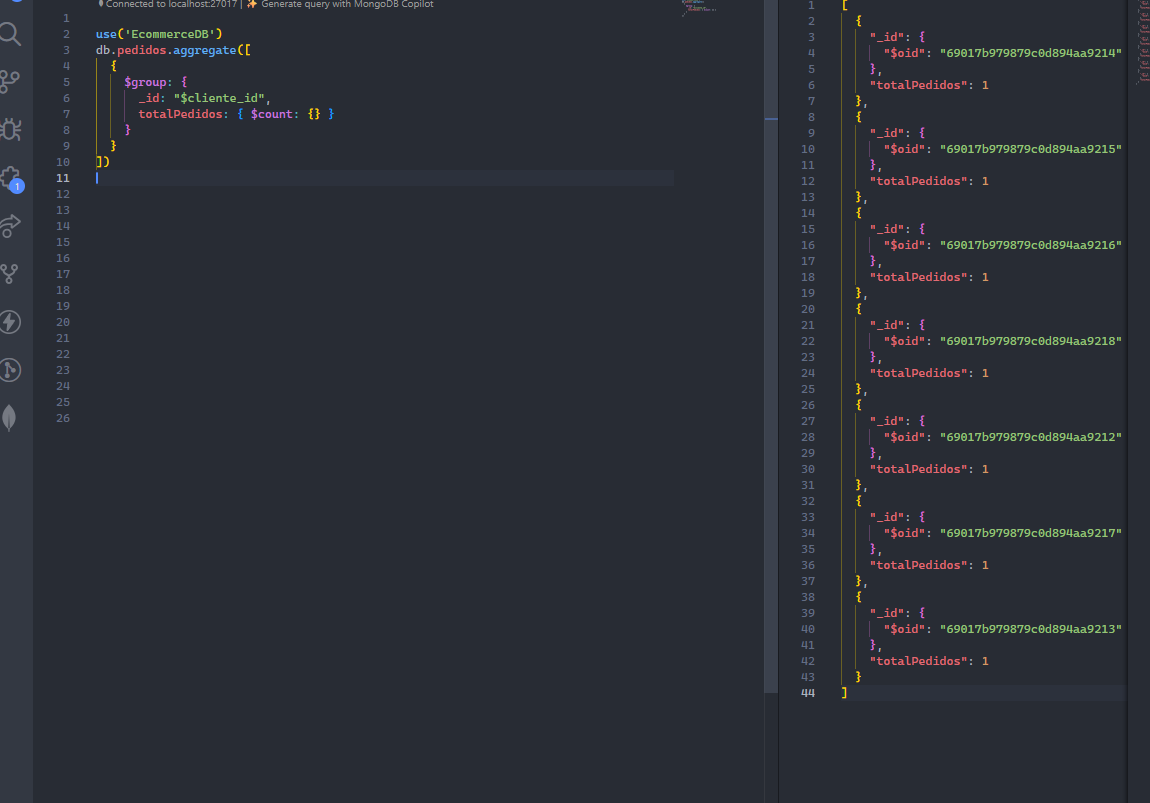 Connected to localhost:27017 | ✨ Generate query with MongoDB Copilot
1
2 use('EcommerceDB')
3 db.pedidos.aggregate([
4 {
5 $group: {
6 _id: "$cliente_id",
7 totalPedidos: { $count: {} }
8 }
9 }
10 ])
11
12
13
14
15
16
17
18
19
20
21
22
23
24
25
26
1
1 [
2 {
3 "_id": {
4 "$oid": "69017b979879c0d894aa9214"
5 },
6 "totalPedidos": 1
7 },
8 {
9 "_id": {
10 "$oid": "69017b979879c0d894aa9215"
11 },
12 "totalPedidos": 1
13 },
14 {
15 "_id": {
16 "$oid": "69017b979879c0d894aa9216"
17 },
18 "totalPedidos": 1
19 },
20 {
21 "_id": {
22 "$oid": "69017b979879c0d894aa9218"
23 },
24 "totalPedidos": 1
25 },
26 {
27 "_id": {
28 "$oid": "69017b979879c0d894aa9212"
29 },
30 "totalPedidos": 1
31 },
32 {
33 "_id": {
34 "$oid": "69017b979879c0d894aa9217"
35 },
36 "totalPedidos": 1
37 },
38 {
39 "_id": {
40 "$oid": "69017b979879c0d894aa9213"
41 },
42 "totalPedidos": 1
43 }
44 ]